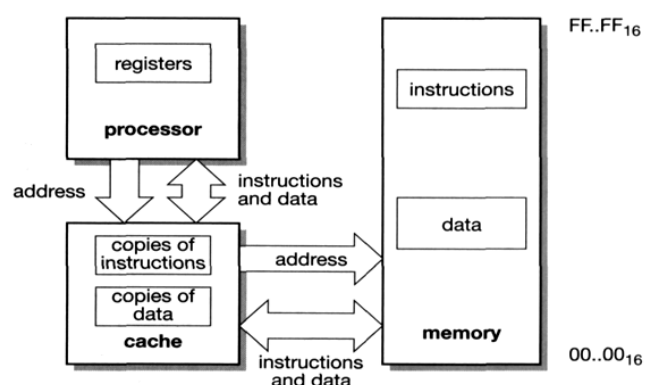 FF..FF16
registers
instructions
processor
address
instructions
and data
data
copies of
instructions
address
copies of
data
cache
memory
00..0016
instructions
and data